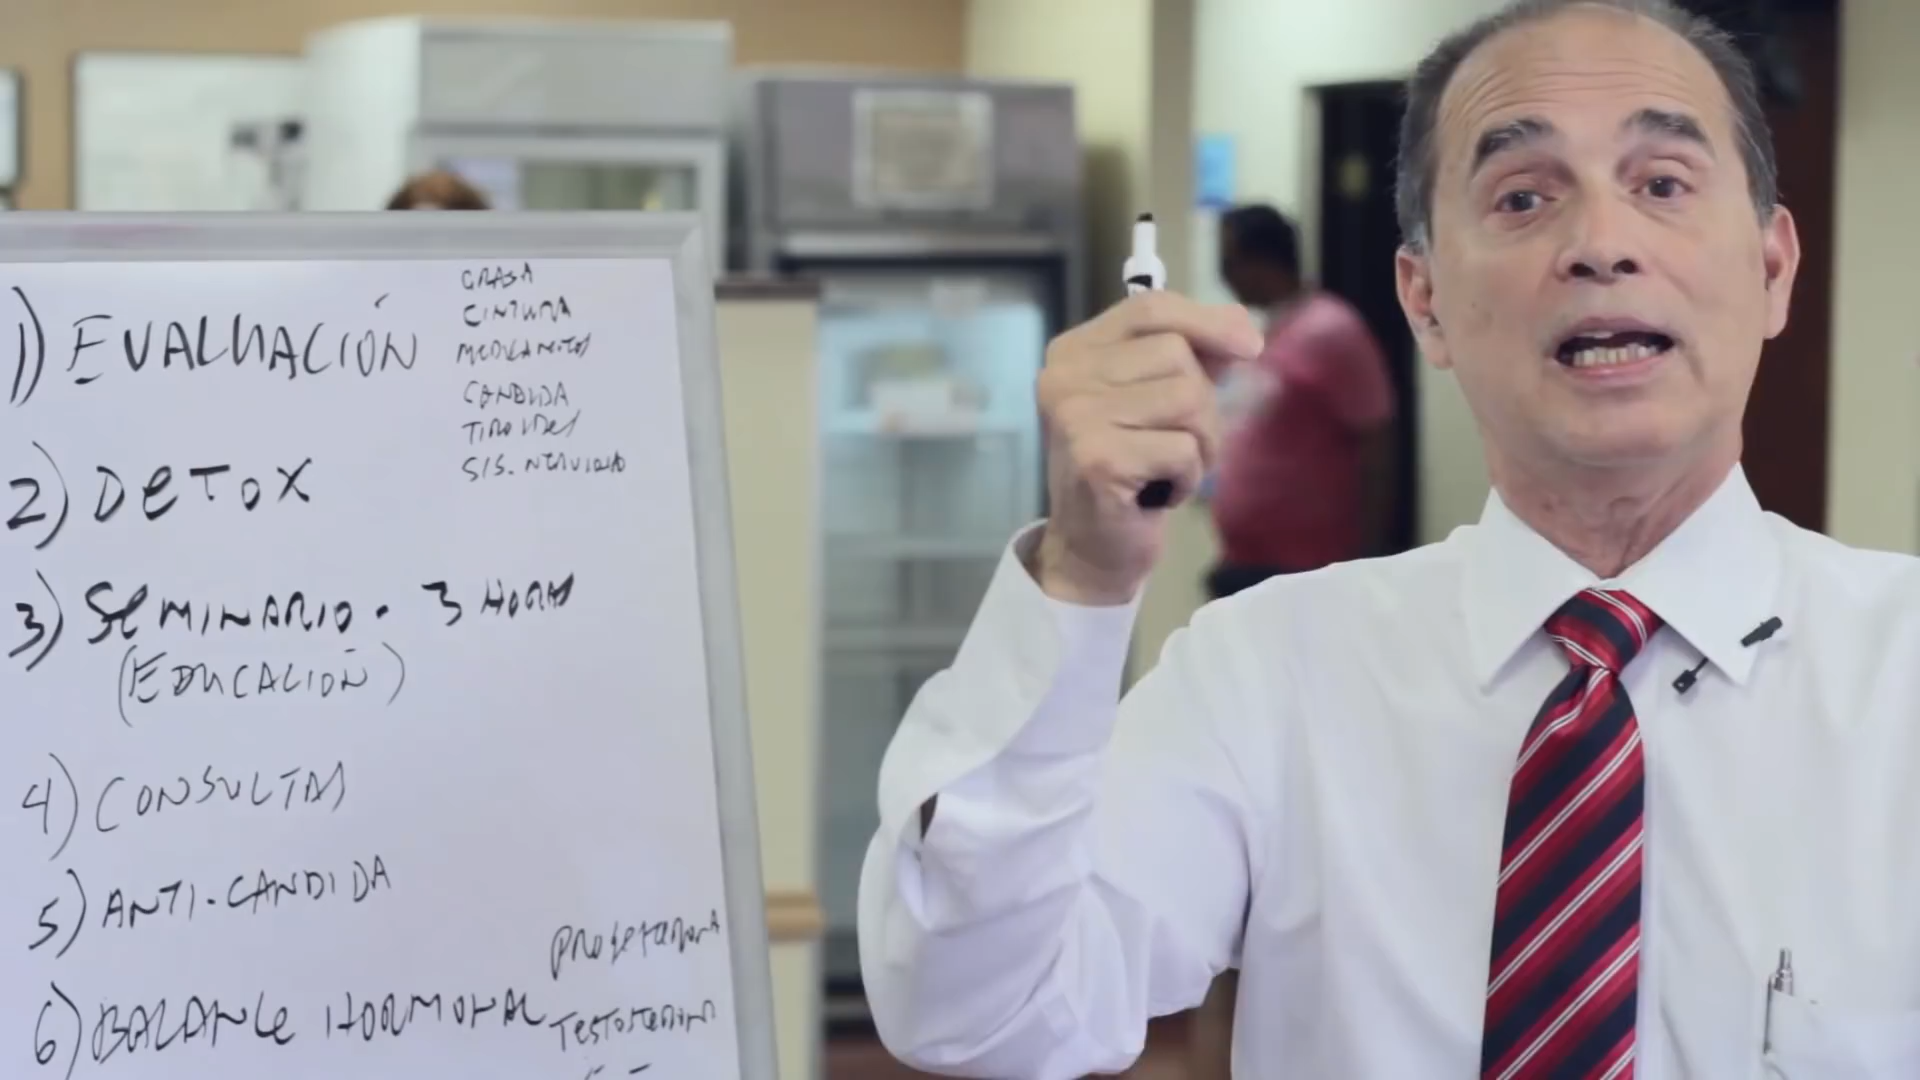 1) EVALUACIÓN
GRASA
CINTURA
MEDICAMENTOS
CANDIDA
TIROIDES
SIS. NERVIOSO
2) DETOX
3) SEMINARIO. 3 HORAS
(EDUCACIÓN)
4) CONSULTAS
5) ANTI-CANDIDA
6) BALANCE HORMONAL
PROGESTERONA
TESTOSTERONA